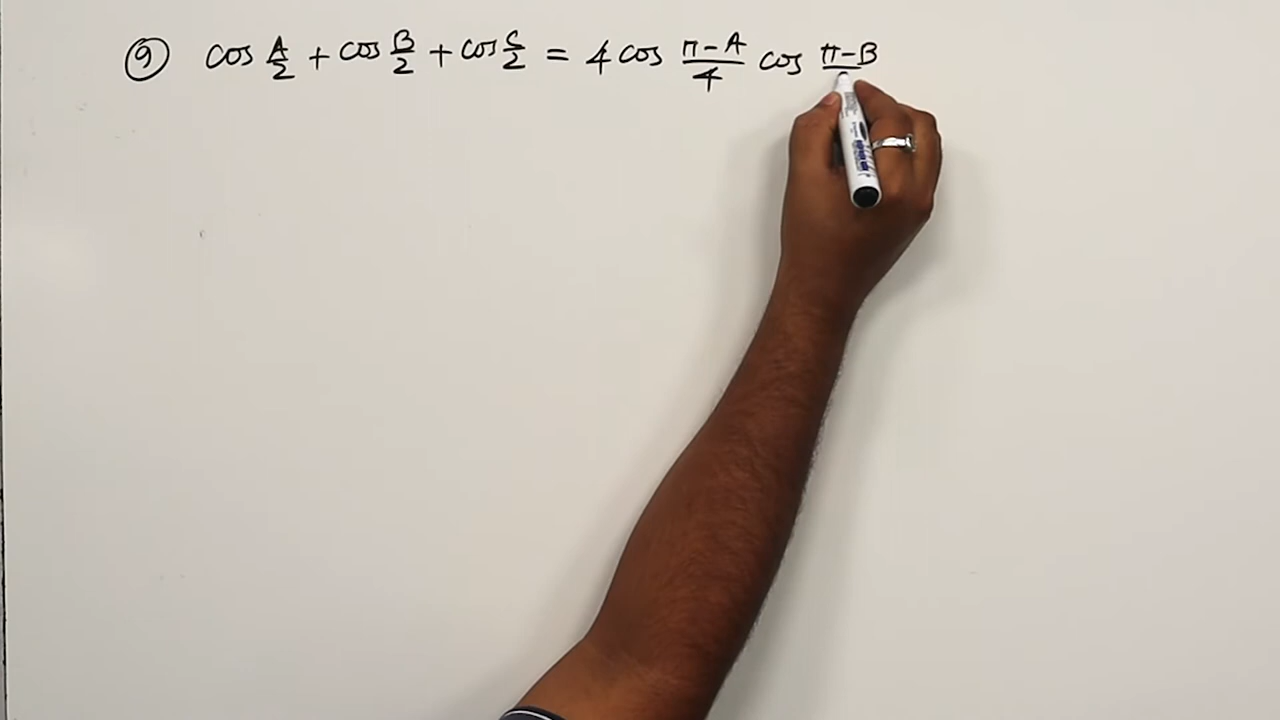 ⑨ cos A/2 + cos B/2 + cos C/2 = 4 cos π-A/4 cos π-B